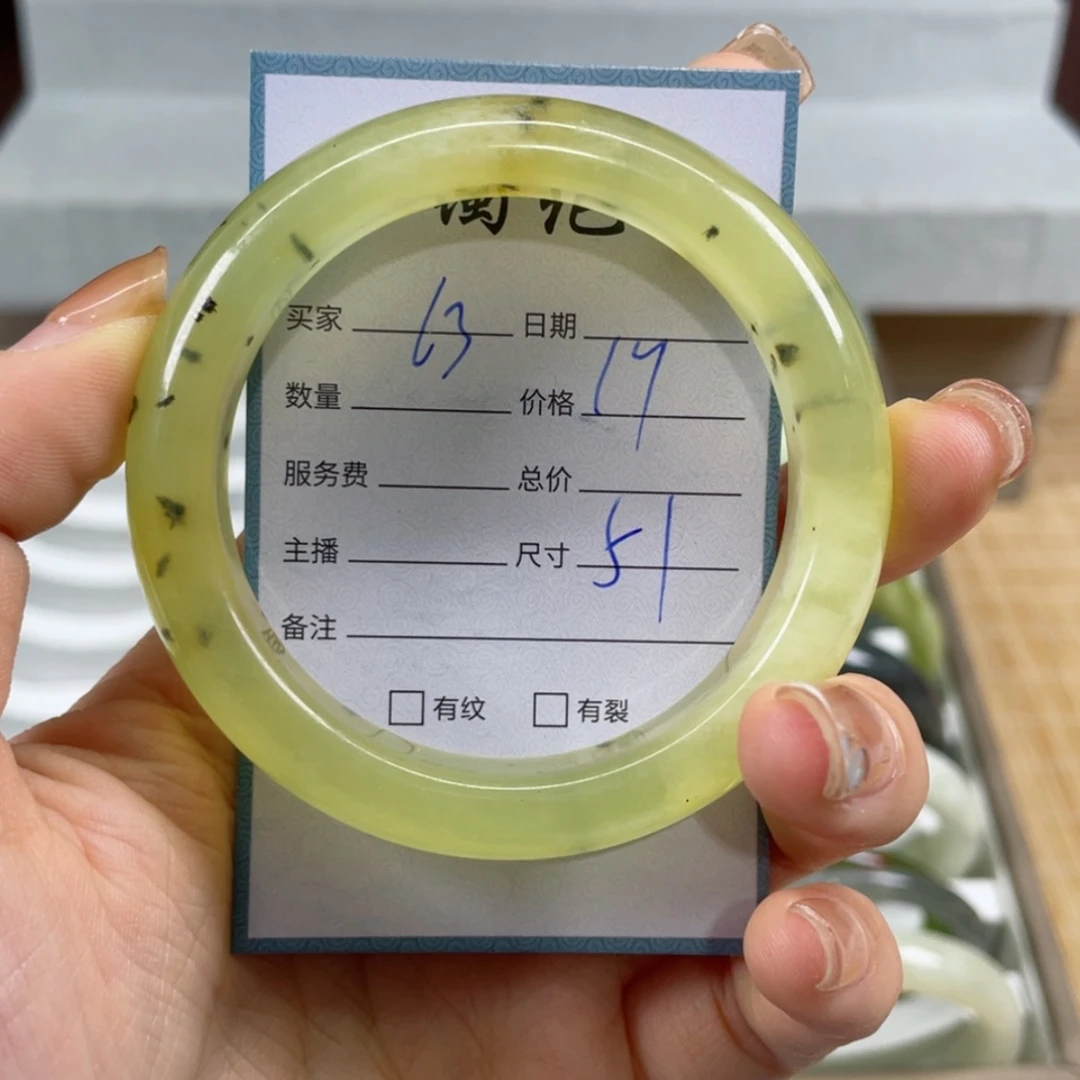 买家 63 日期
数量 价格 19
服务费 总价
主播 尺寸 51
备注
□有纹 □有裂